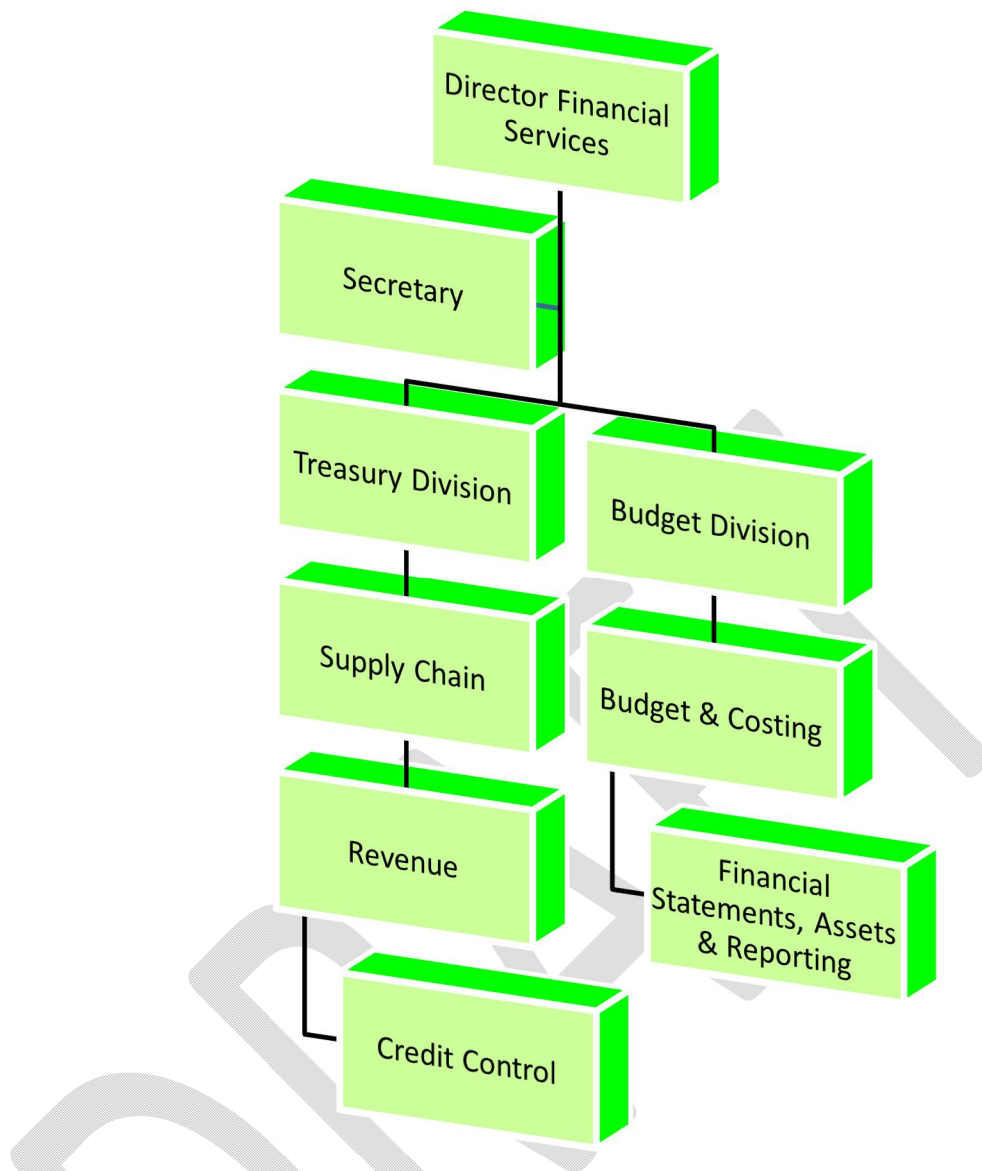 Director Financial
Services
Secretary
Treasury Division
Budget Division
Supply Chain
Budget & Costing
Revenue
Financial
Statements, Assets
& Reporting
Credit Control
DRAFT